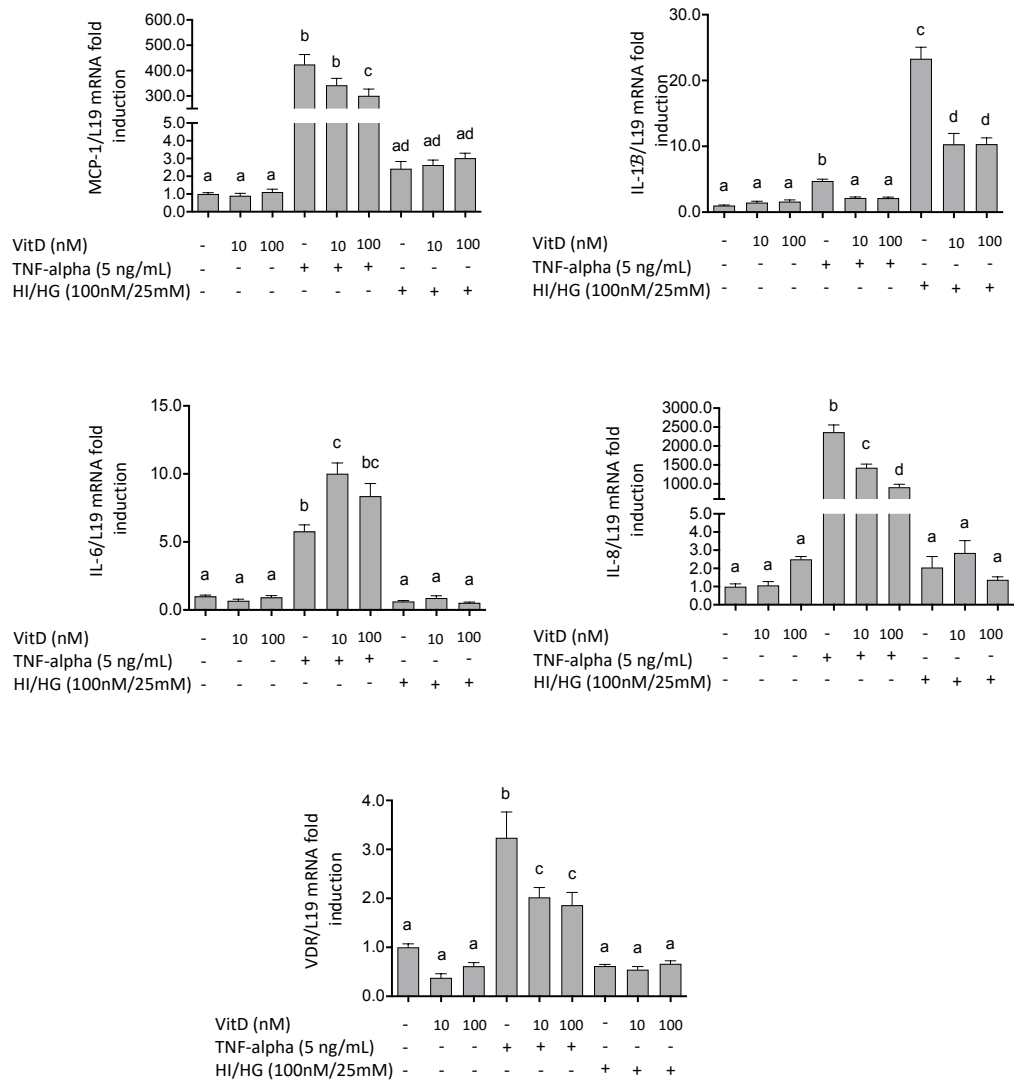 MCP-1/L19 mRNA fold
induction
600.0
500.0
400.0
300.0
5.0
4.0
3.0
2.0
1.0
0.0
a a a b b c ad ad ad
VitD (nM) - 10 100 - 10 100 - 10 100
TNF-alpha (5 ng/mL) - - - + + + - - -
HI/HG (100nM/25mM) - - - - - - + + +
IL-1B/L19 mRNA fold
induction
30.0
20.0
10.0
0.0
a a a b a a c d d
VitD (nM) - 10 100 - 10 100 - 10 100
TNF-alpha (5 ng/mL) - - - + + + - - -
HI/HG (100nM/25mM) - - - - - - + + +
IL-6/L19 mRNA fold
induction
15.0
10.0
5.0
0.0
a a a b c bc a a a
VitD (nM) - 10 100 - 10 100 - 10 100
TNF-alpha (5 ng/mL) - - - + + + - - -
HI/HG (100nM/25mM) - - - - - - + + +
IL-8/L19 mRNA fold
induction
3000.0
2500.0
2000.0
1500.0
1000.0
5.0
4.0
3.0
2.0
1.0
0.0
a a a b c d a a a
VitD (nM) - 10 100 - 10 100 - 10 100
TNF-alpha (5 ng/mL) - - - + + + - - -
HI/HG (100nM/25mM) - - - - - - + + +
VDR/L19 mRNA fold
induction
4.0
3.0
2.0
1.0
0.0
a a a b c c a a a
VitD (nM) - 10 100 - 10 100 - 10 100
TNF-alpha (5 ng/mL) - - - + + + - - -
HI/HG (100nM/25mM) - - - - - - + + +